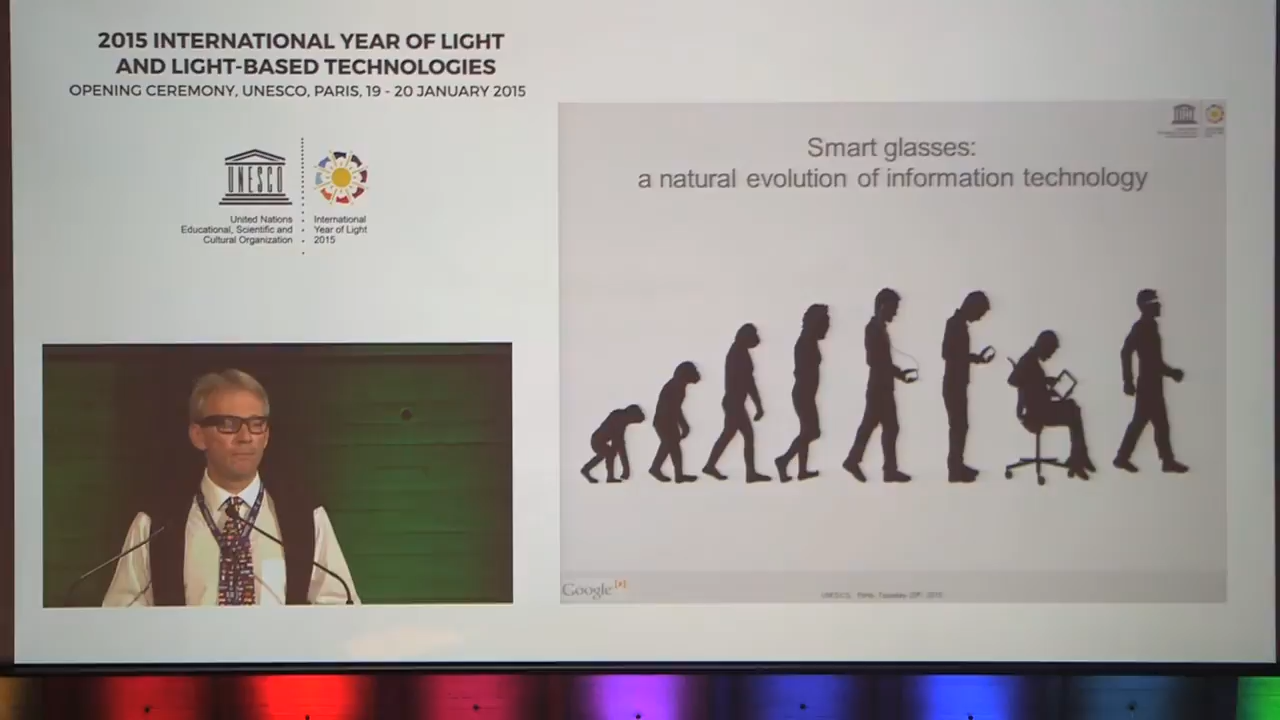 2015 INTERNATIONAL YEAR OF LIGHT
AND LIGHT-BASED TECHNOLOGIES
OPENING CEREMONY, UNESCO, PARIS, 19 - 20 JANUARY 2015
UNESCO
United Nations
Educational, Scientific and
Cultural Organization
International
Year of Light
2015
Smart glasses:
a natural evolution of information technology
Google [x]